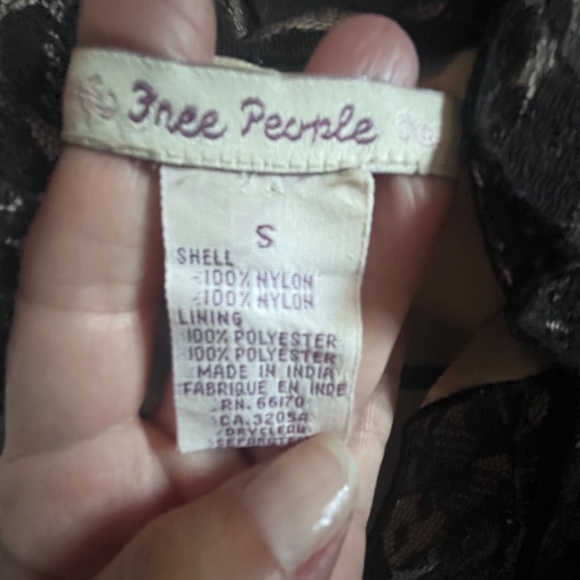 Free People
S
SHELL
100% NYLON
100% NYLON
LINING
100% POLYESTER
100% POLYESTER
MADE IN INDIA
FABRIQUE EN INDE
RN. 66170
CA. 32054
DRYCLEAN